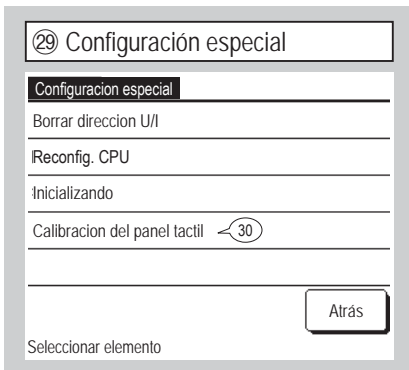 ㉙ Configuración especial
Configuracion especial
Borrar direccion U/I
Reconfig. CPU
Inicializando
Calibracion del panel tactil 30
Atrás
Seleccionar elemento